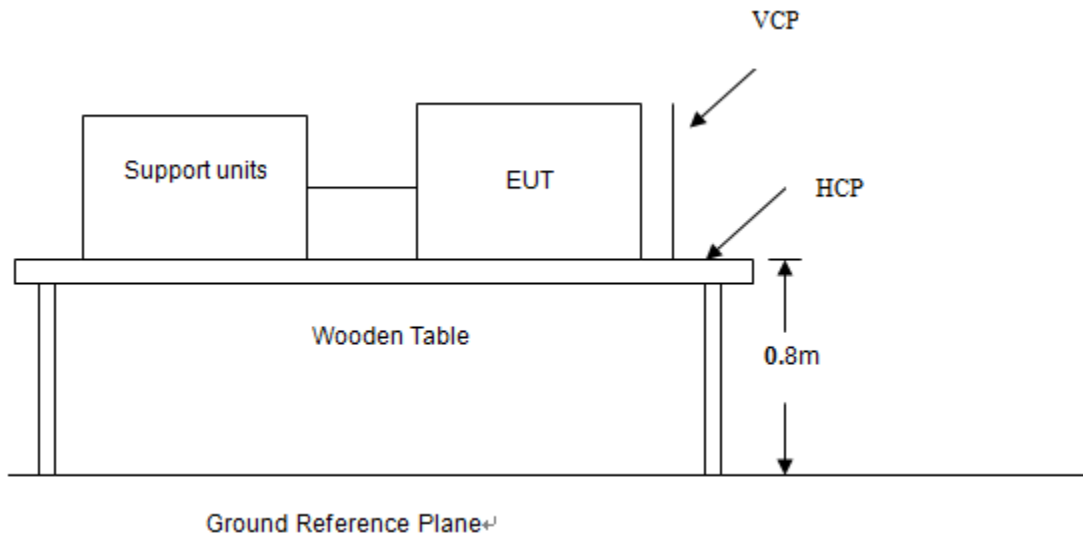 VCP
Support units
EUT
HCP
Wooden Table
0.8m
Ground Reference Plane↵